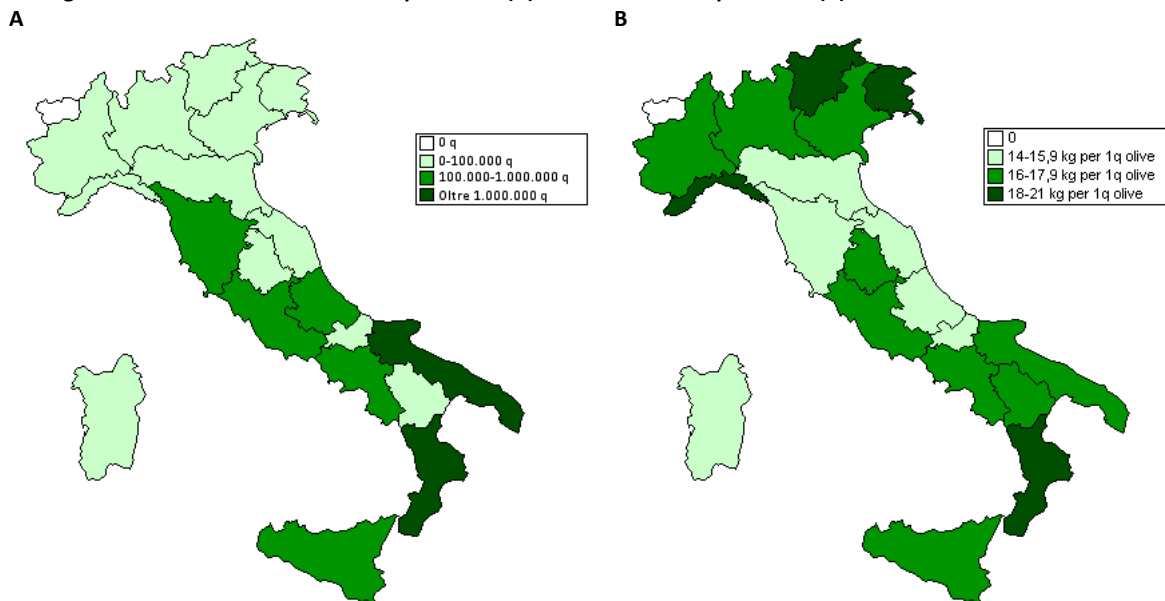 A
B
0 q
0-100.000 q
100.000-1.000.000 q
Oltre 1.000.000 q
0
14-15,9 kg per 1q olive
16-17,9 kg per 1q olive
18-21 kg per 1q olive